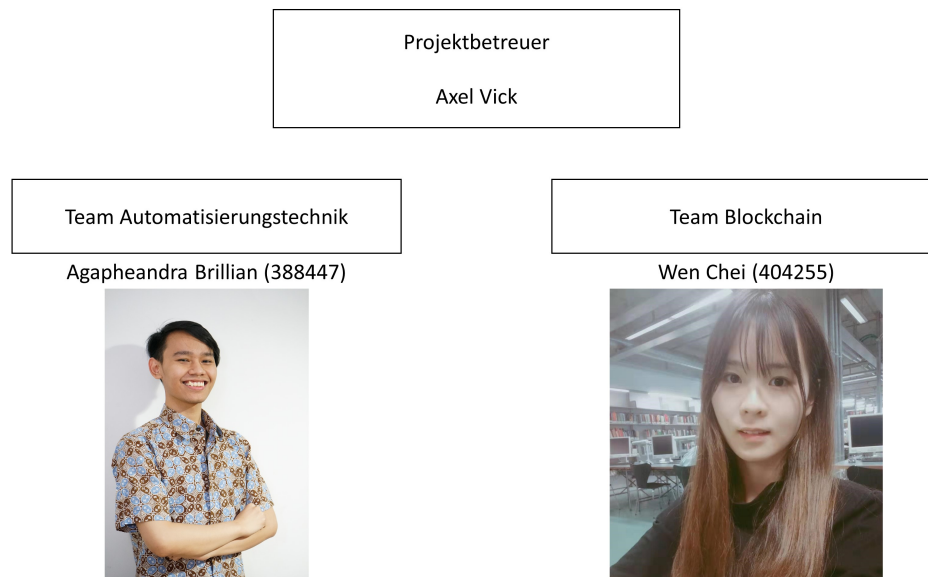 Projektbetreuer
Axel Vick
Team Automatisierungstechnik
Team Blockchain
Agapheandra Brillian (388447)
Wen Chei (404255)